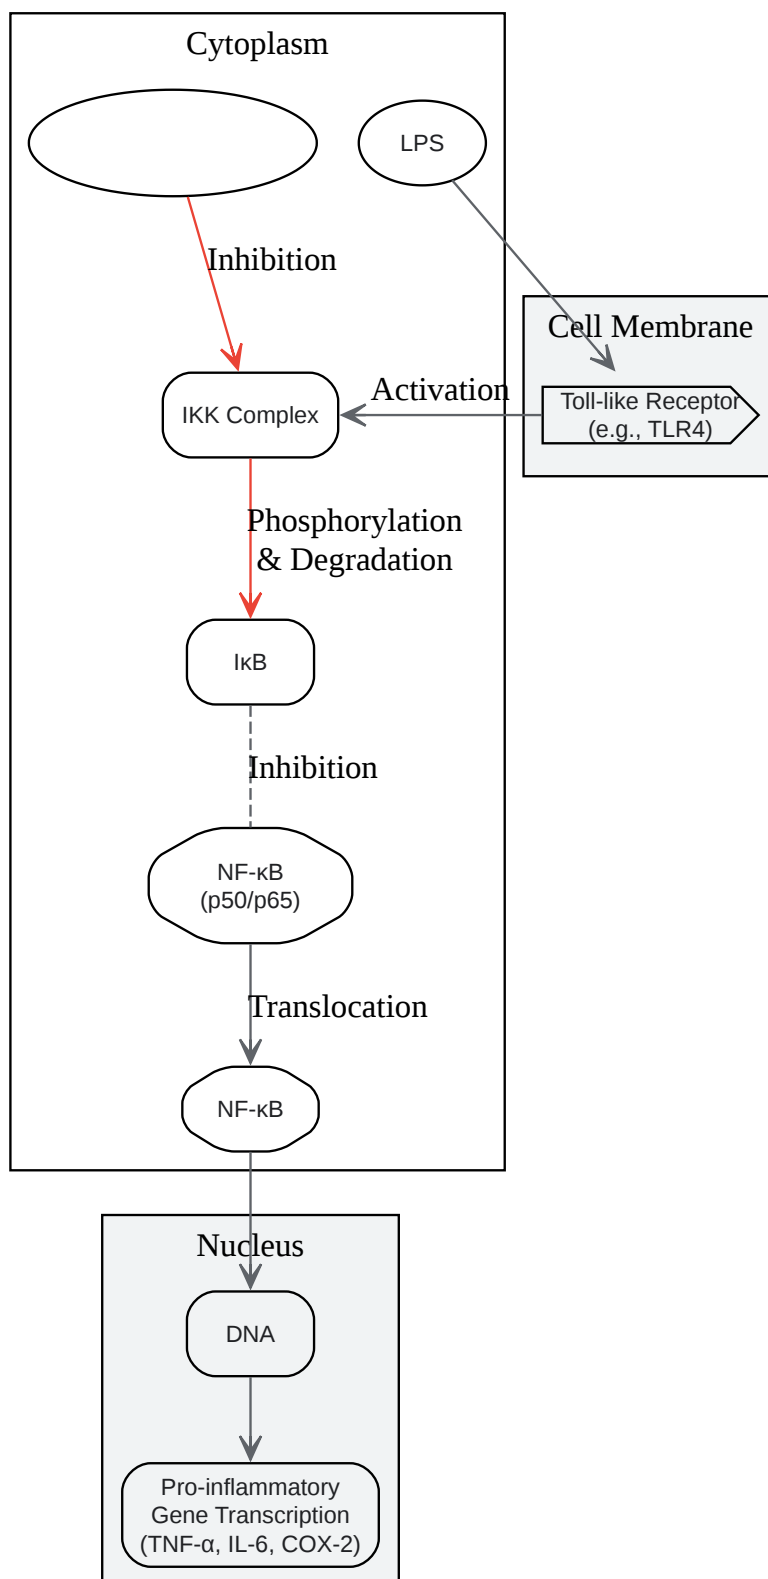 Cytoplasm
LPS
Inhibition
Cell Membrane
Activation
Toll-like Receptor
(e.g., TLR4)
IKK Complex
Phosphorylation
& Degradation
IκB
Inhibition
NF-κB
(p50/p65)
Translocation
NF-κB
Nucleus
DNA
Pro-inflammatory
Gene Transcription
(TNF-α, IL-6, COX-2)